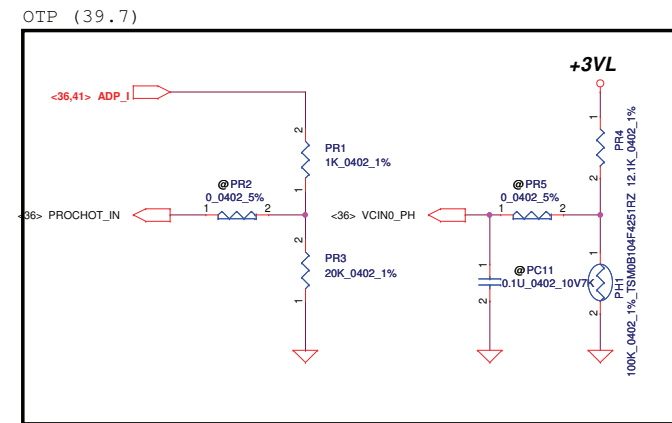 OTP (39.7)
+3VL
<36,41> ADP_I
2
PR1
1K_0402_1%
1
@PR2
0_0402_5%
<36> PROCHOT_IN
1
2
2
PR3
20K_0402_1%
1
1
PR4
12.1K_0402_1%
2
@PR5
0_0402_5%
<36> VCIN0_PH
1
2
1
@PC11
0.1U_0402_10V7K
2
1
PH1
100K_0402_1%_TSM0B104F4251RZ
2